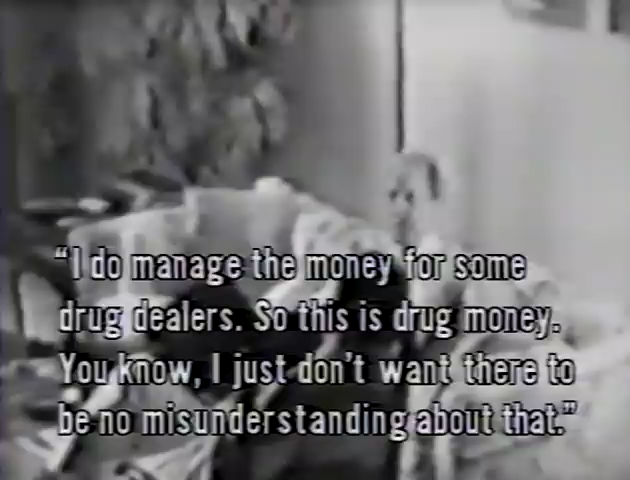 “I do manage the money for some
drug dealers. So this is drug money.
You know, I just don't want there to
be no misunderstanding about that.”